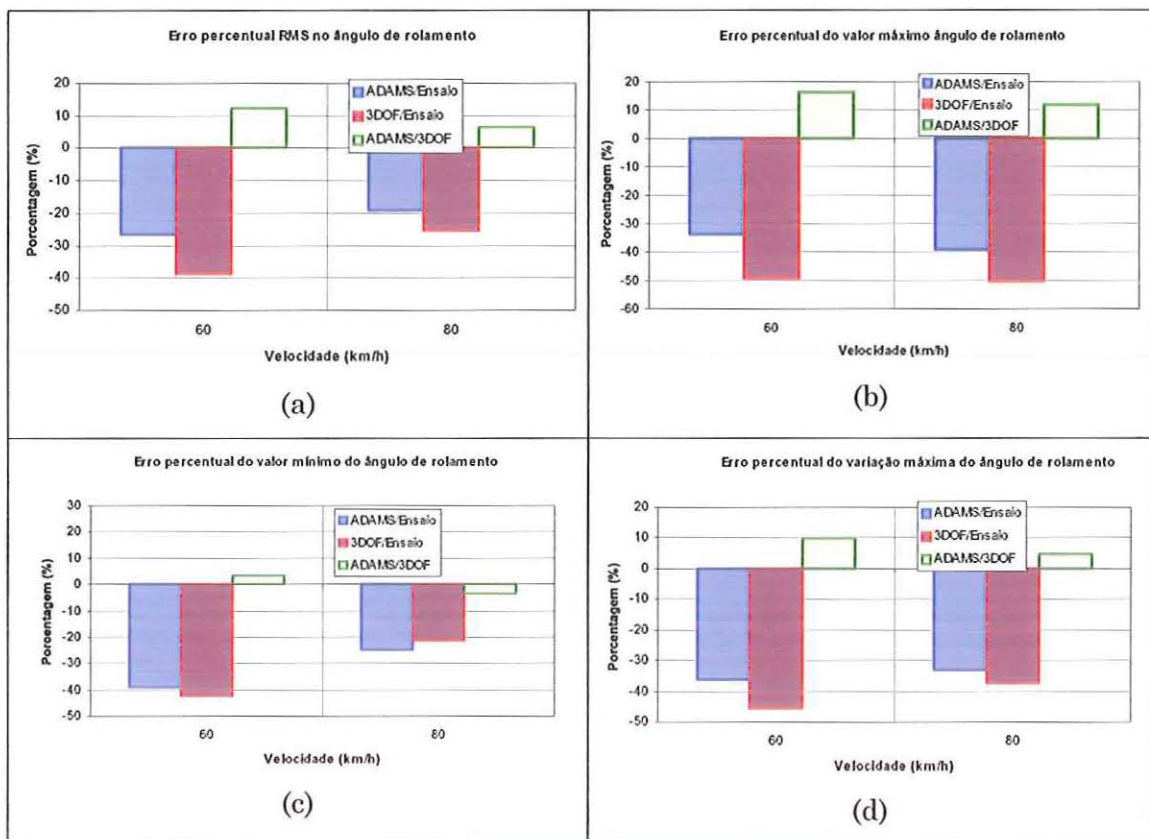 Erro percentual RMS no ângulo de rolamento
20
10
0
-10
-20
-30
-40
-50
Porcentagem (%)
ADAMS/Ensaio
3DOF/Ensaio
ADAMS/3DOF
60
80
Velocidade (km/h)
(a)
Erro percentual do valor máximo ângulo de rolamento
20
10
0
-10
-20
-30
-40
-50
-60
Porcentagem (%)
ADAMS/Ensaio
3DOF/Ensaio
ADAMS/3DOF
60
80
Velocidade (km/h)
(b)
Erro percentual do valor mínimo do ângulo de rolamento
30
20
10
0
-10
-20
-30
-40
-50
Porcentagem (%)
ADAMS/Ensaio
3DOF/Ensaio
ADAMS/3DOF
60
80
Velocidade (km/h)
(c)
Erro percentual do variação máxima do ângulo de rolamento
20
10
0
-10
-20
-30
-40
-50
Porcentagem (%)
ADAMS/Ensaio
3DOF/Ensaio
ADAMS/3DOF
60
80
Velocidade (km/h)
(d)